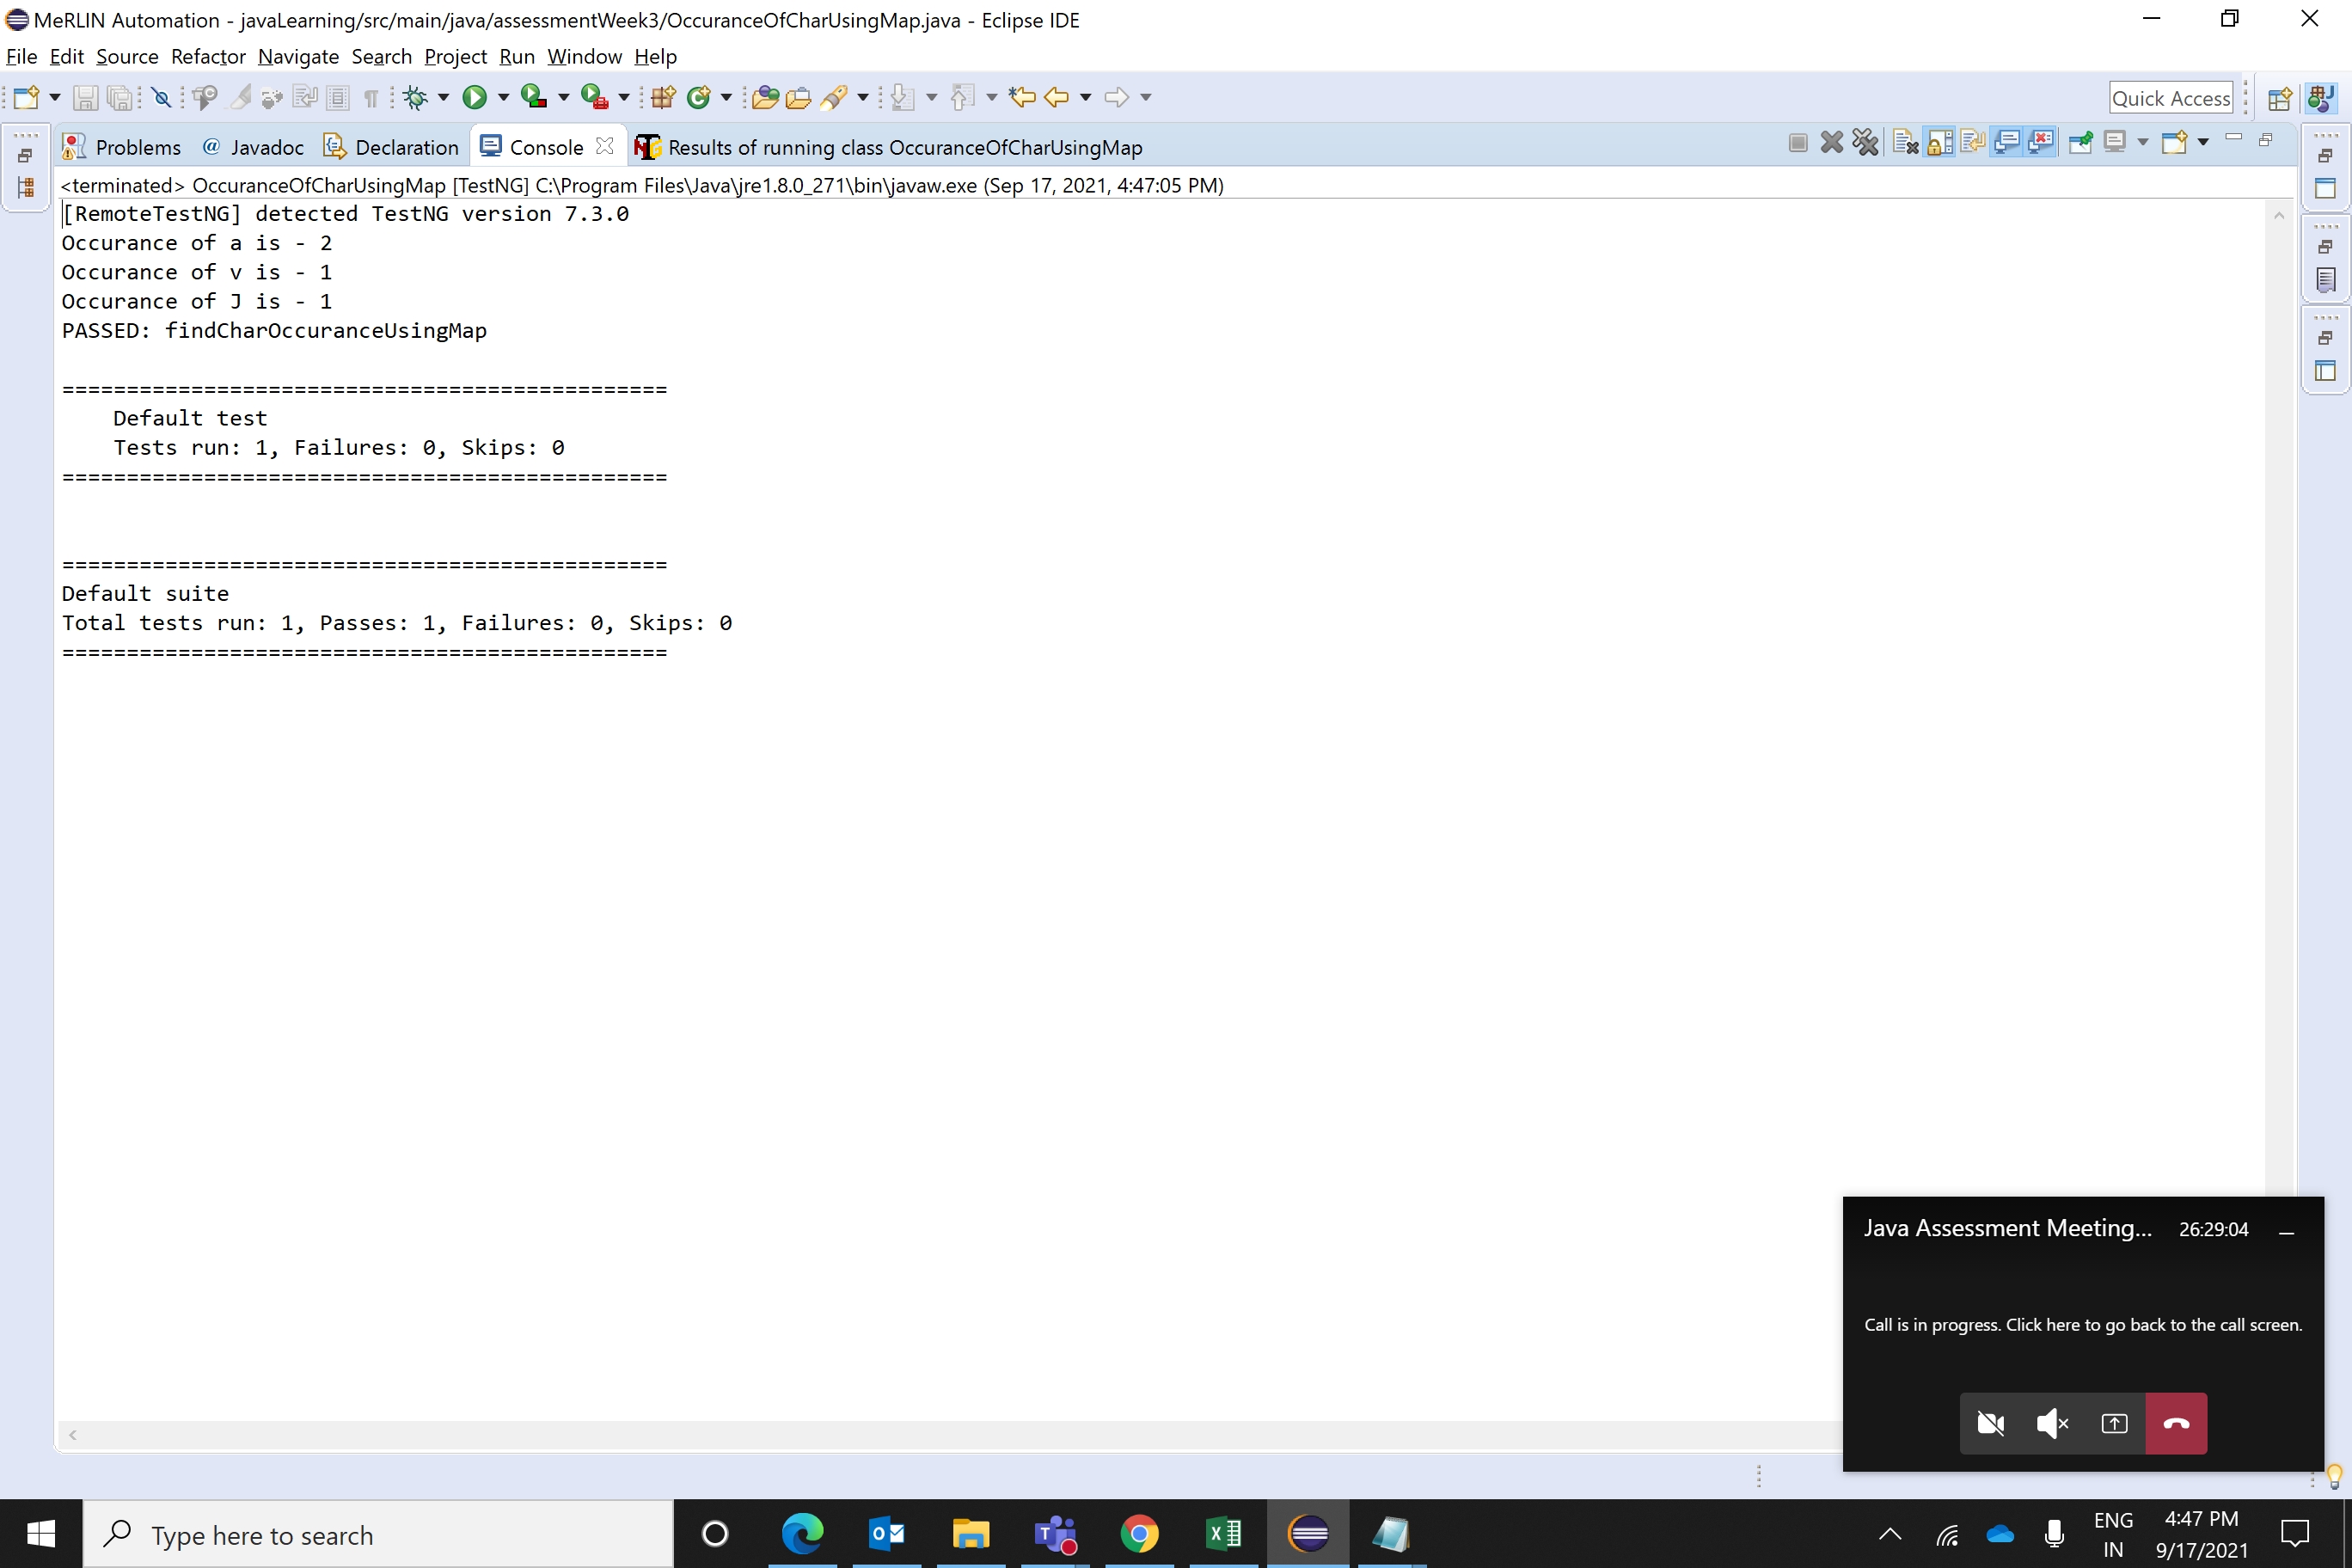 MeRLIN Automation - javaLearning/src/main/java/assessmentWeek3/OccuranceOfCharUsingMap.java - Eclipse IDE
File Edit Source Refactor Navigate Search Project Run Window Help
Quick Access
Problems @ Javadoc Declaration Console Results of running class OccuranceOfCharUsingMap
<terminated> OccuranceOfCharUsingMap [TestNG] C:\Program Files\Java\jre1.8.0_271\bin\javaw.exe (Sep 17, 2021, 4:47:05 PM)
[RemoteTestNG] detected TestNG version 7.3.0
Occurance of a is - 2
Occurance of v is - 1
Occurance of J is - 1
PASSED: findCharOccuranceUsingMap
===============================================
Default test
Tests run: 1, Failures: 0, Skips: 0
===============================================
===============================================
Default suite
Total tests run: 1, Passes: 1, Failures: 0, Skips: 0
===============================================
Java Assessment Meeting... 26:29:04
Call is in progress. Click here to go back to the call screen.
Type here to search
ENG
IN
4:47 PM
9/17/2021